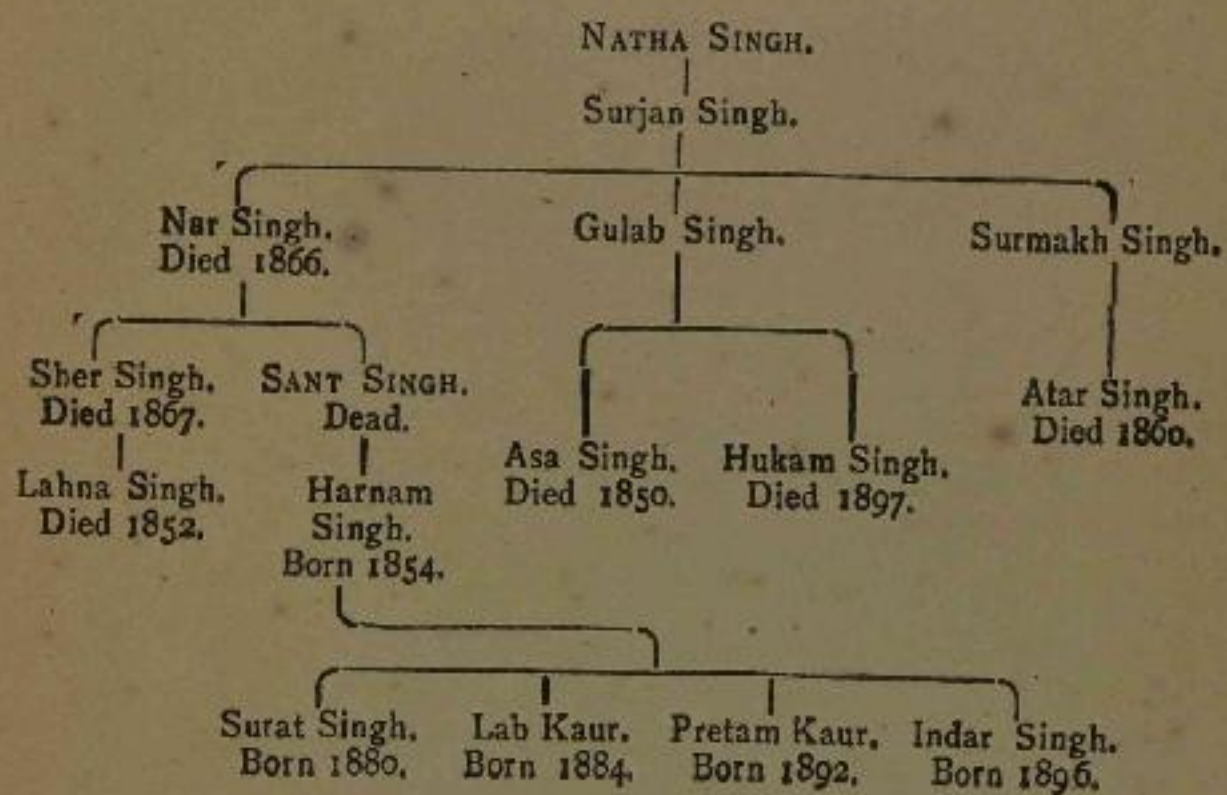 NATHA SINGH.
Surjan Singh.
Nar Singh.
Died 1866.
Gulab Singh.
Surmakh Singh.
Sher Singh.
Died 1867.
SANT SINGH.
Dead.
Atar Singh.
Died 1860.
Lahna Singh.
Died 1852.
Harnam
Singh.
Born 1854.
Asa Singh.
Died 1850.
Hukam Singh.
Died 1897.
Surat Singh.
Born 1880.
Lab Kaur.
Born 1884.
Pretam Kaur.
Born 1892.
Indar Singh.
Born 1896.